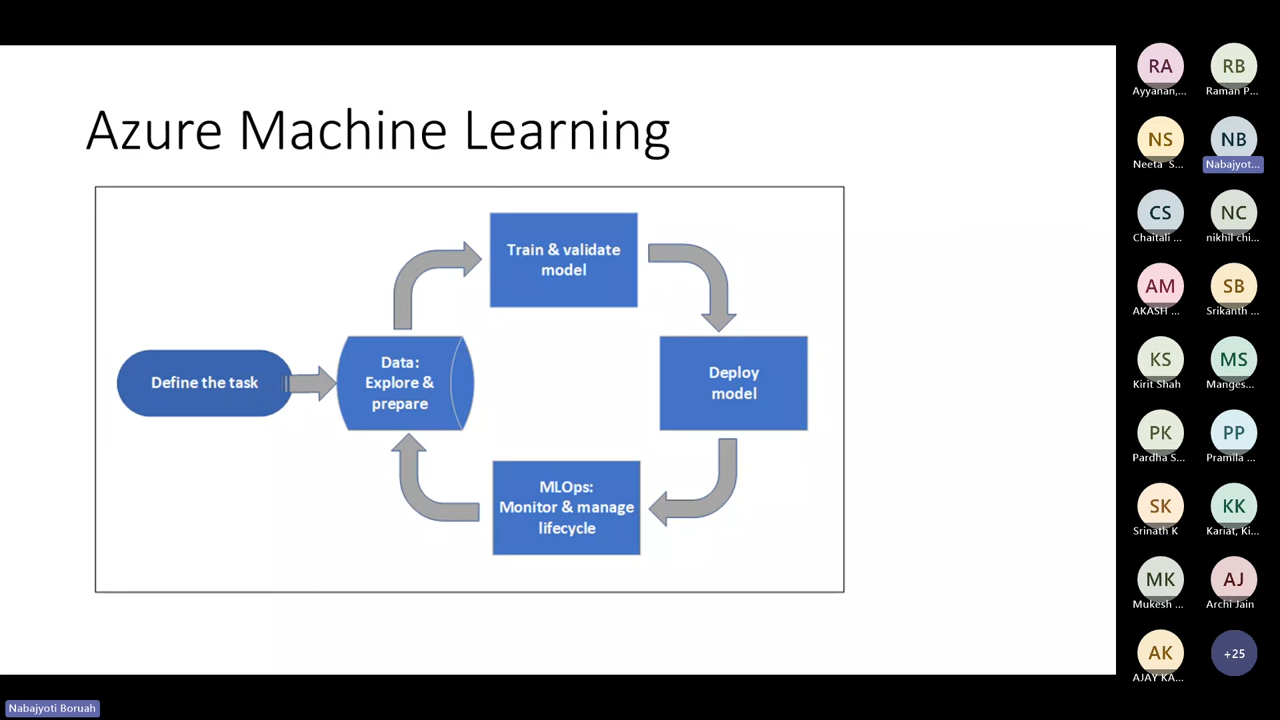 Azure Machine Learning
Train & validate
model
Define the task
Data:
Explore &
prepare
Deploy
model
MLOps:
Monitor & manage
lifecycle
RA
Ayyanan,...
RB
Raman P...
NS
Neeta S...
NB
Nabajyot...
CS
Chaitali ...
NC
nikhil chi...
AM
AKASH ...
SB
Srikanth ...
KS
Kirit Shah
MS
Manges...
PK
Pardha S...
PP
Pramila ...
SK
Srinath K
KK
Kariat, Ki...
MK
Mukesh ...
AJ
Archi Jain
AK
AJAY KA...
+25
Nabajyoti Boruah